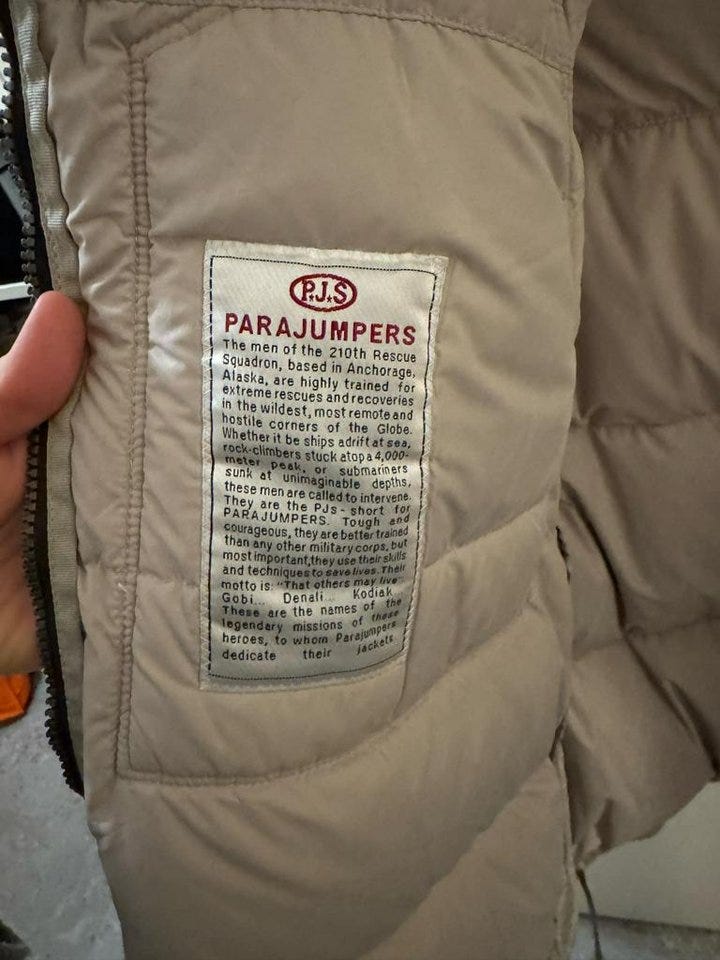 P.J.S
PARAJUMPERS
The men of the 210th Rescue
Squadron, based in Anchorage,
Alaska, are highly trained for
extreme rescues and recoveries
in the wildest, most remote and
hostile corners of the Globe.
Whether it be ships adrift at sea,
rock-climbers stuck atop a 4,000-
meter peak, or submariners
sunk at unimaginable depths,
these men are called to intervene.
They are the PJs - short for
PARAJUMPERS. Tough and
courageous, they are better trained
than any other military corps, but
most important, they use their skills
and techniques to save lives. Their
motto is: "That others may live"
Gobi... Denali... Kodiak...
These are the names of the
legendary missions of these
heroes, to whom Parajumpers
dedicate their jackets.